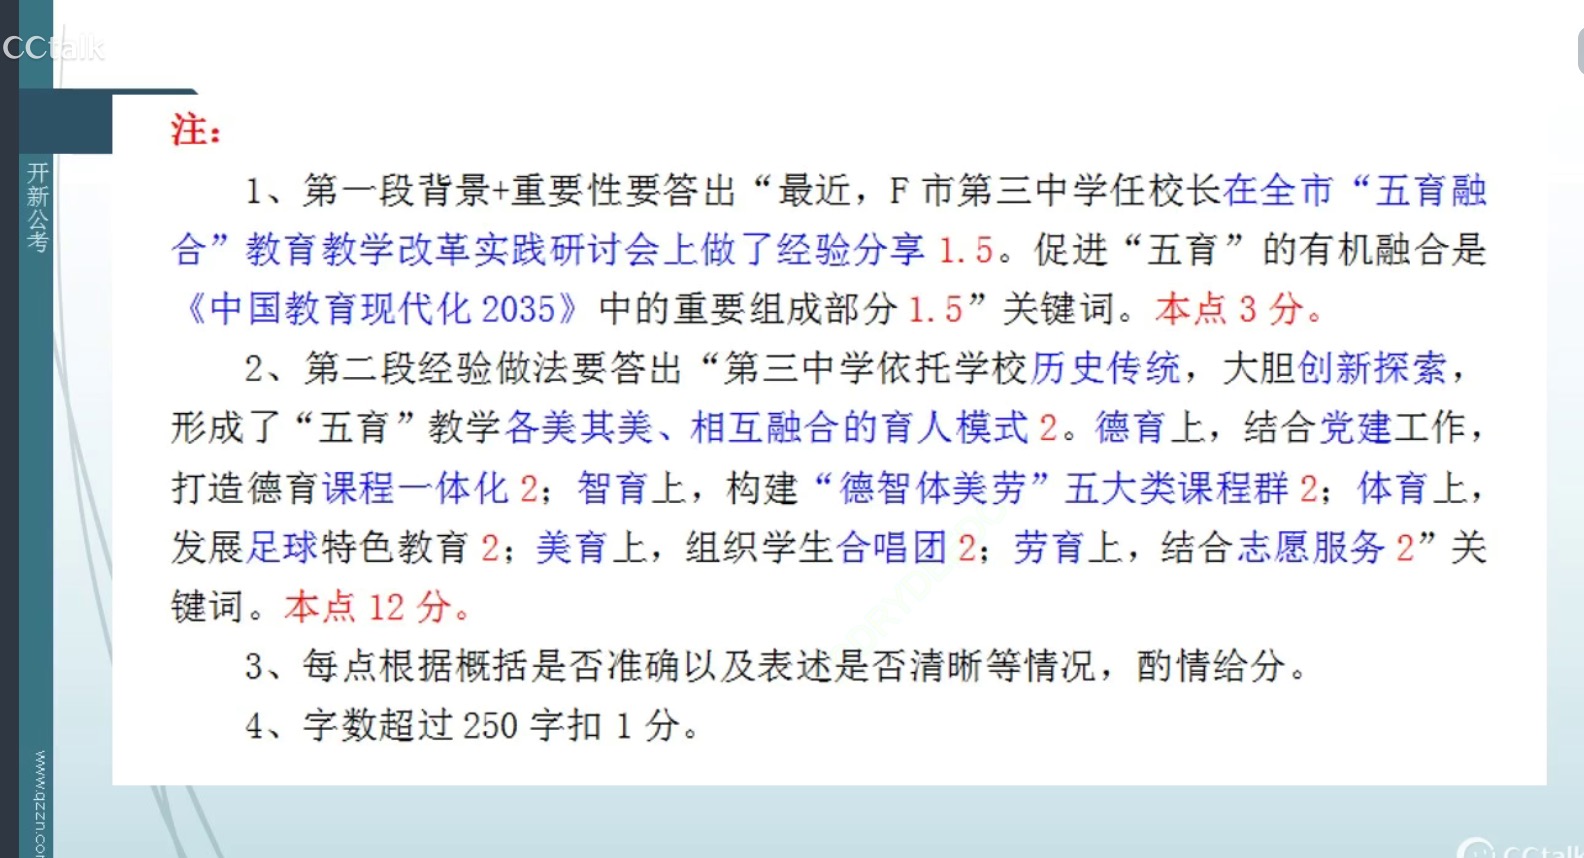 CCtalk
开新公考
注：
1、第一段背景+重要性要答出“最近，F 市第三中学任校长在全市“五育融
合”教育教学改革实践研讨会上做了经验分享 1.5。促进“五育”的有机融合是
《中国教育现代化 2035》中的重要组成部分 1.5”关键词。本点 3 分。
2、第二段经验做法要答出“第三中学依托学校历史传统，大胆创新探索，
形成了“五育”教学各美其美、相互融合的育人模式 2。德育上，结合党建工作，
打造德育课程一体化 2；智育上，构建“德智体美劳”五大类课程群 2；体育上，
发展足球特色教育 2；美育上，组织学生合唱团 2；劳育上，结合志愿服务 2”关
键词。本点 12 分。
3、每点根据概括是否准确以及表述是否清晰等情况，酌情给分。
4、字数超过 250 字扣 1 分。
www.qzzn.com
CCtalk